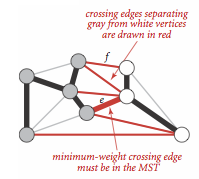 crossing edges separating
gray from white vertices
are drawn in red
f
e
minimum-weight crossing edge
must be in the MST